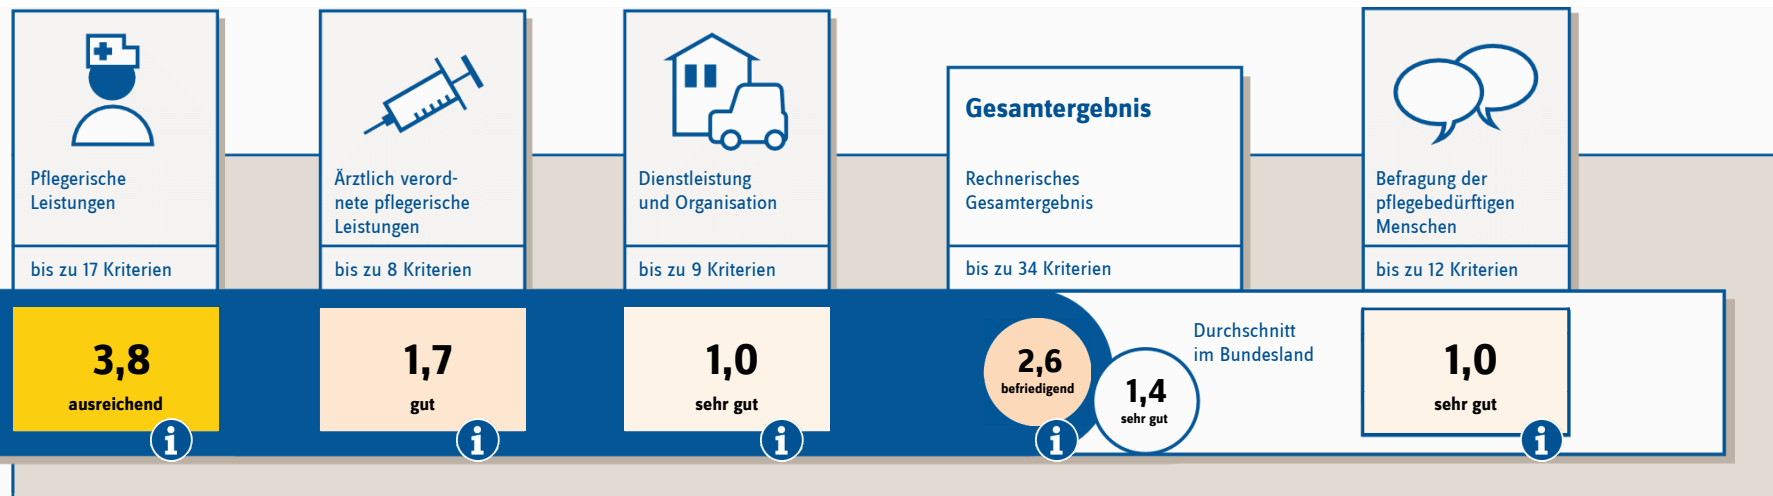 Pflegerische
Leistungen
bis zu 17 Kriterien
3,8
ausreichend
i
Ärztlich verord-
nete pflegerische
Leistungen
bis zu 8 Kriterien
1,7
gut
i
Dienstleistung
und Organisation
bis zu 9 Kriterien
1,0
sehr gut
i
Gesamtergebnis
Rechnerisches
Gesamtergebnis
bis zu 34 Kriterien
2,6
befriedigend
i
Durchschnitt
im Bundesland
1,4
sehr gut
Befragung der
pflegebedürftigen
Menschen
bis zu 12 Kriterien
1,0
sehr gut
i